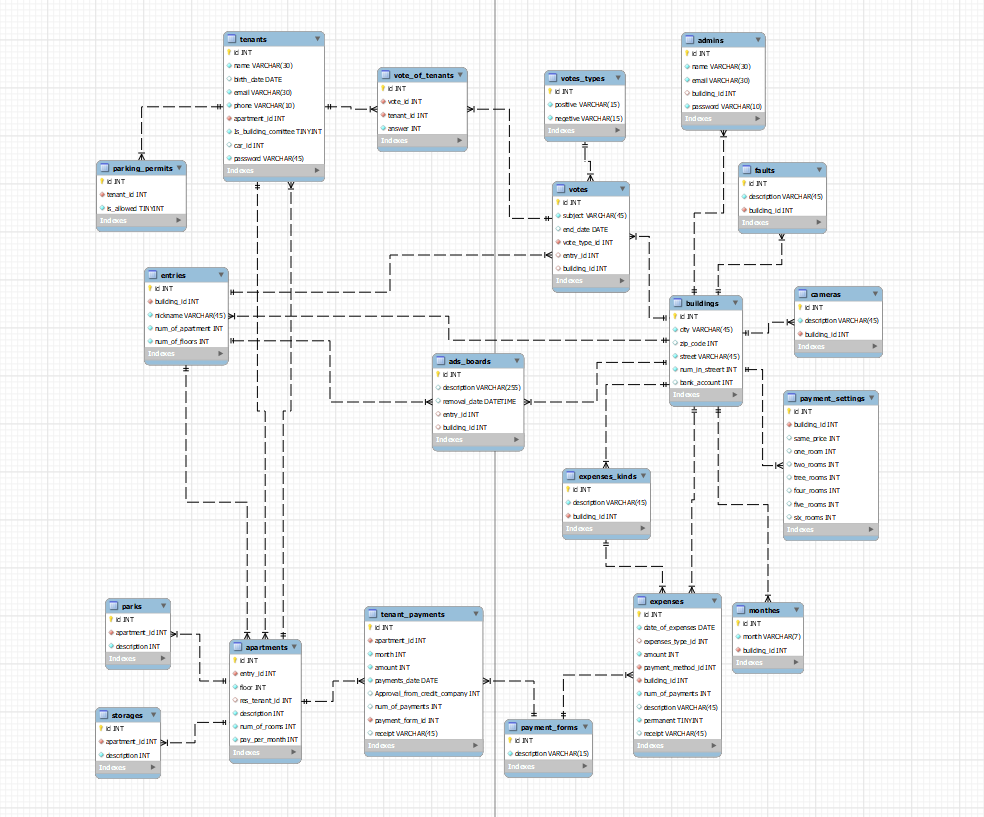 tenants
id INT
name VARCHAR(30)
birth_date DATE
email VARCHAR(30)
phone VARCHAR(10)
apartment_id INT
is_building_comittee TINYINT
car_id INT
password VARCHAR(45)
Indexes
vote_of_tenants
id INT
vote_id INT
tenant_id INT
answer INT
Indexes
votes_types
id INT
positive VARCHAR(15)
negative VARCHAR(15)
Indexes
admins
id INT
name VARCHAR(30)
email VARCHAR(30)
building_id INT
password VARCHAR(10)
Indexes
parking_permits
id INT
tenant_id INT
is_allowed TINYINT
Indexes
votes
id INT
subject VARCHAR(45)
end_date DATE
vote_type_id INT
entry_id INT
building_id INT
Indexes
faults
id INT
description VARCHAR(45)
building_id INT
Indexes
entries
id INT
building_id INT
nickname VARCHAR(45)
num_of_apartment INT
num_of_floors INT
Indexes
buildings
id INT
city VARCHAR(45)
zip_code INT
street VARCHAR(45)
num_in_streert INT
bank_account INT
Indexes
cameras
id INT
description VARCHAR(45)
building_id INT
Indexes
ads_boards
id INT
description VARCHAR(255)
removal_date DATETIME
entry_id INT
building_id INT
Indexes
payment_settings
id INT
building_id INT
same_price INT
one_room INT
two_rooms INT
tree_rooms INT
four_rooms INT
five_rooms INT
six_rooms INT
Indexes
expenses_kinds
id INT
description VARCHAR(45)
building_id INT
Indexes
parks
id INT
apartment_id INT
description INT
Indexes
apartments
id INT
entry_id INT
floor INT
res_tenant_id INT
description INT
num_of_rooms INT
pay_per_month INT
Indexes
tenant_payments
id INT
apartment_id INT
month INT
amount INT
payments_date DATE
Approval_from_credit_company INT
num_of_payments INT
payment_form_id INT
receipt VARCHAR(45)
Indexes
expenses
id INT
date_of_expenses DATE
expenses_type_id INT
amount INT
payment_method_id INT
building_id INT
num_of_payments INT
description VARCHAR(45)
permanent TINYINT
receipt VARCHAR(45)
Indexes
monthes
id INT
month VARCHAR(7)
building_id INT
Indexes
storages
id INT
apartment_id INT
description INT
Indexes
payment_forms
id INT
description VARCHAR(15)
Indexes